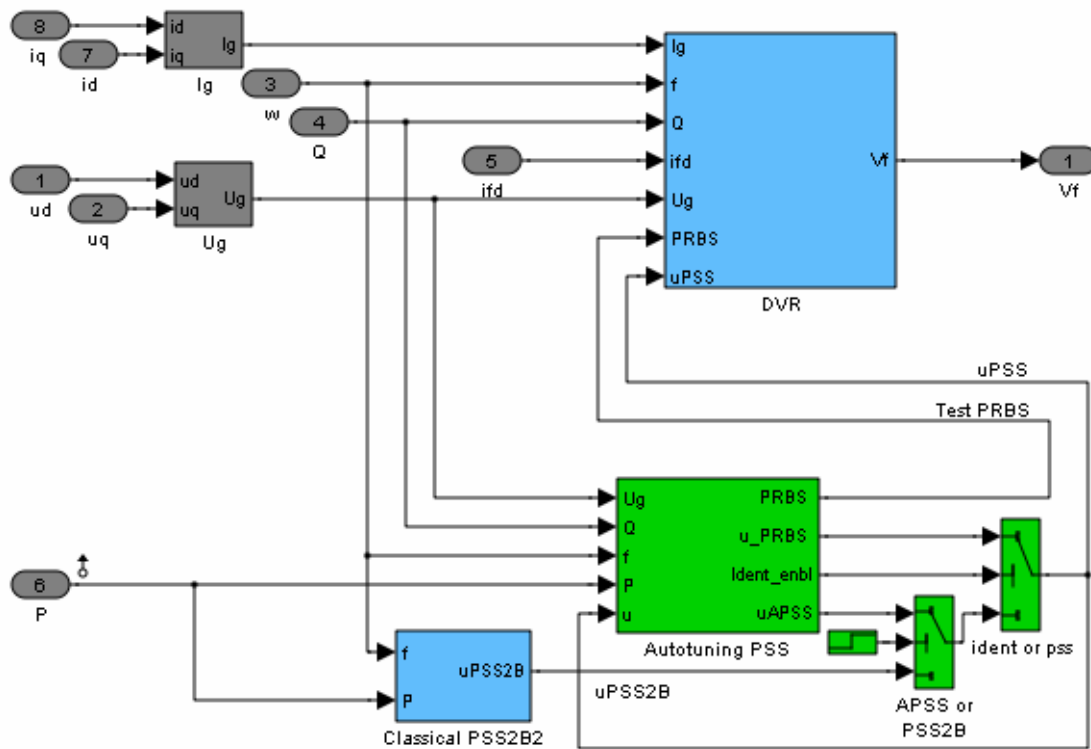 8
iq
7
id
id
iq
Ig
Ig
3
w
4
Q
5
ifd
1
ud
2
uq
ud
uq
Ug
Ug
Ig
f
Q
ifd
Ug
PRBS
uPSS
Vf
DVR
1
Vf
uPSS
Test PRBS
6
P
Ug
Q
f
P
u
PRBS
u_PRBS
Ident_enbl
uAPSS
Autotuning PSS
ident or pss
f
P
uPSS2B
Classical PSS2B2
uPSS2B
APSS or
PSS2B